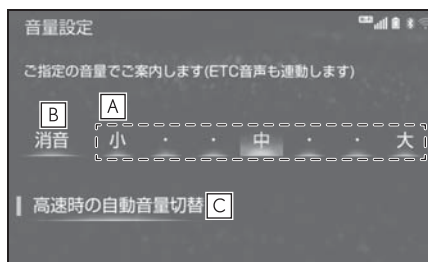 音量設定
ご指定の音量でご案内します(ETC音声も連動します)
B A
消音 小 ・ ・ 中 ・ ・ 大
高速時の自動音量切替 C